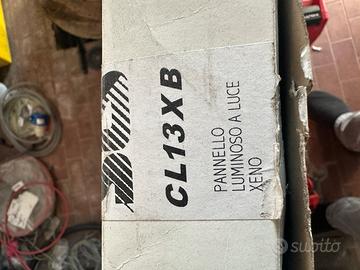 CL13XB
PANNELLO
LUMINOSO A LUCE
XENO
subito